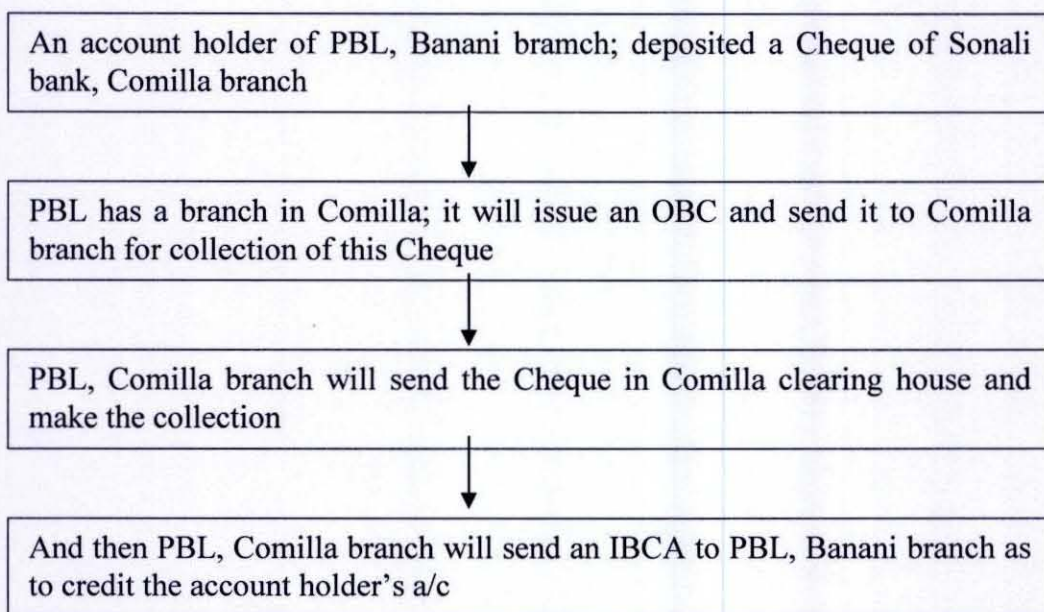 An account holder of PBL, Banani bramch; deposited a Cheque of Sonali
bank, Comilla branch
PBL has a branch in Comilla; it will issue an OBC and send it to Comilla
branch for collection of this Cheque
PBL, Comilla branch will send the Cheque in Comilla clearing house and
make the collection
And then PBL, Comilla branch will send an IBCA to PBL, Banani branch as
to credit the account holder's a/c